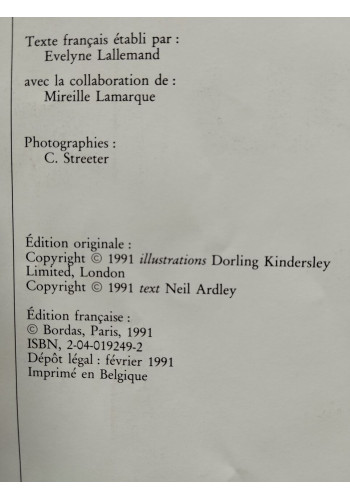 Texte français établi par :
Evelyne Lallemand
avec la collaboration de :
Mireille Lamarque
Photographies :
C. Streeter
Édition originale :
Copyright © 1991 illustrations Dorling Kindersley
Limited, London
Copyright © 1991 text Neil Ardley
Édition française :
© Bordas, Paris, 1991
ISBN, 2-04-019249-2
Dépôt légal : février 1991
Imprimé en Belgique